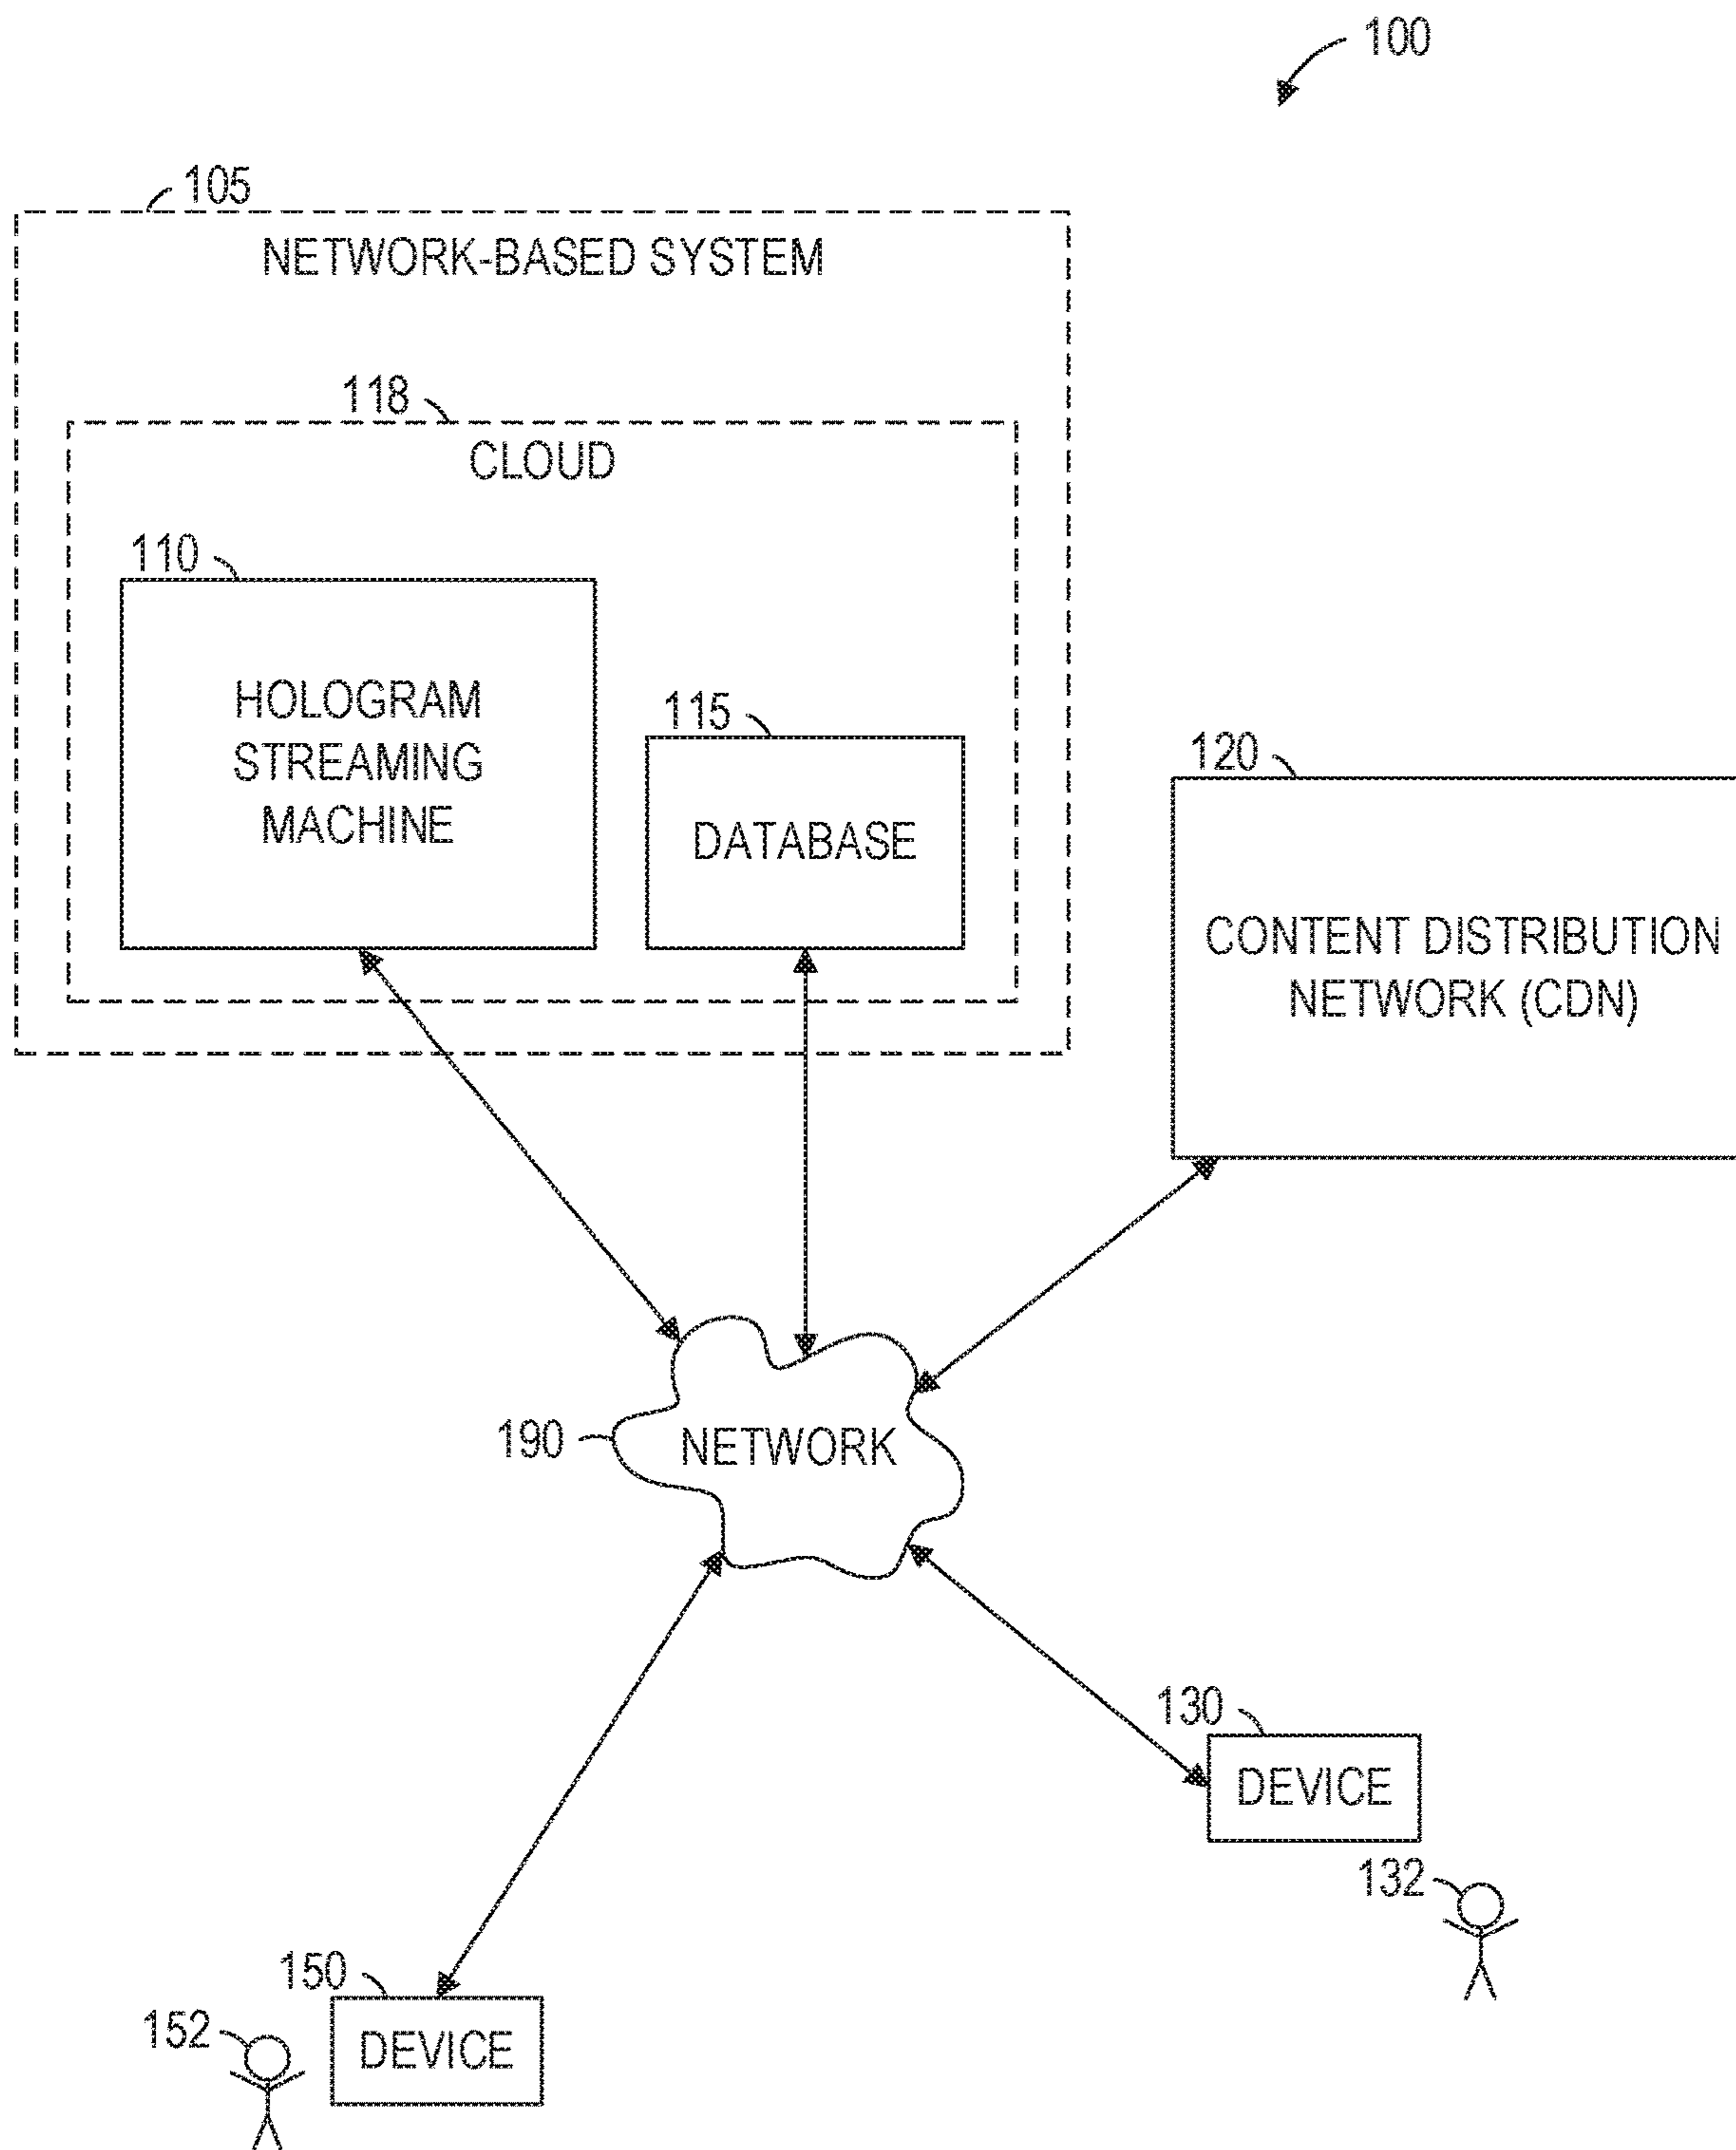 100
105
NETWORK-BASED SYSTEM
118
CLOUD
110
HOLOGRAM
STREAMING
MACHINE
115
DATABASE
120
CONTENT DISTRIBUTION
NETWORK (CDN)
190
NETWORK
130
DEVICE
132
150
DEVICE
152